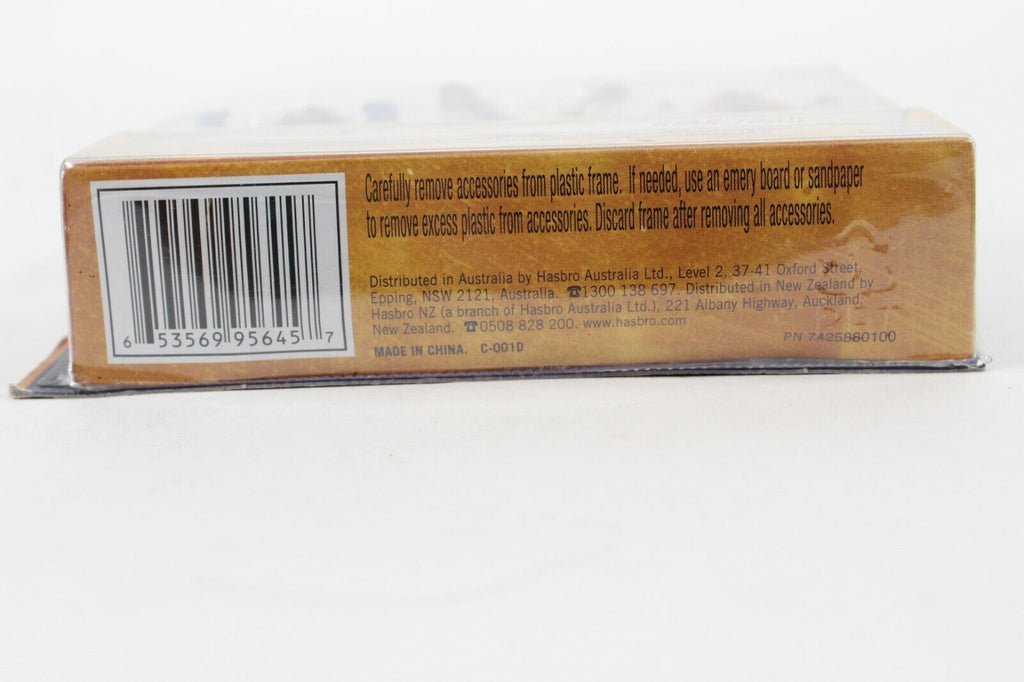 Carefully remove accessories from plastic frame. If needed, use an emery board or sandpaper
to remove excess plastic from accessories. Discard frame after removing all accessories.
Distributed in Australia by Hasbro Australia Ltd., Level 2, 37-41 Oxford Street,
Epping, NSW 2121, Australia. ☎1300 138 697. Distributed in New Zealand by
Hasbro NZ (a branch of Hasbro Australia Ltd.), 221 Albany Highway, Auckland,
New Zealand. ☎0508 828 200. www.hasbro.com
MADE IN CHINA. C-001D
PN 7425880100
6 53569 95645 7